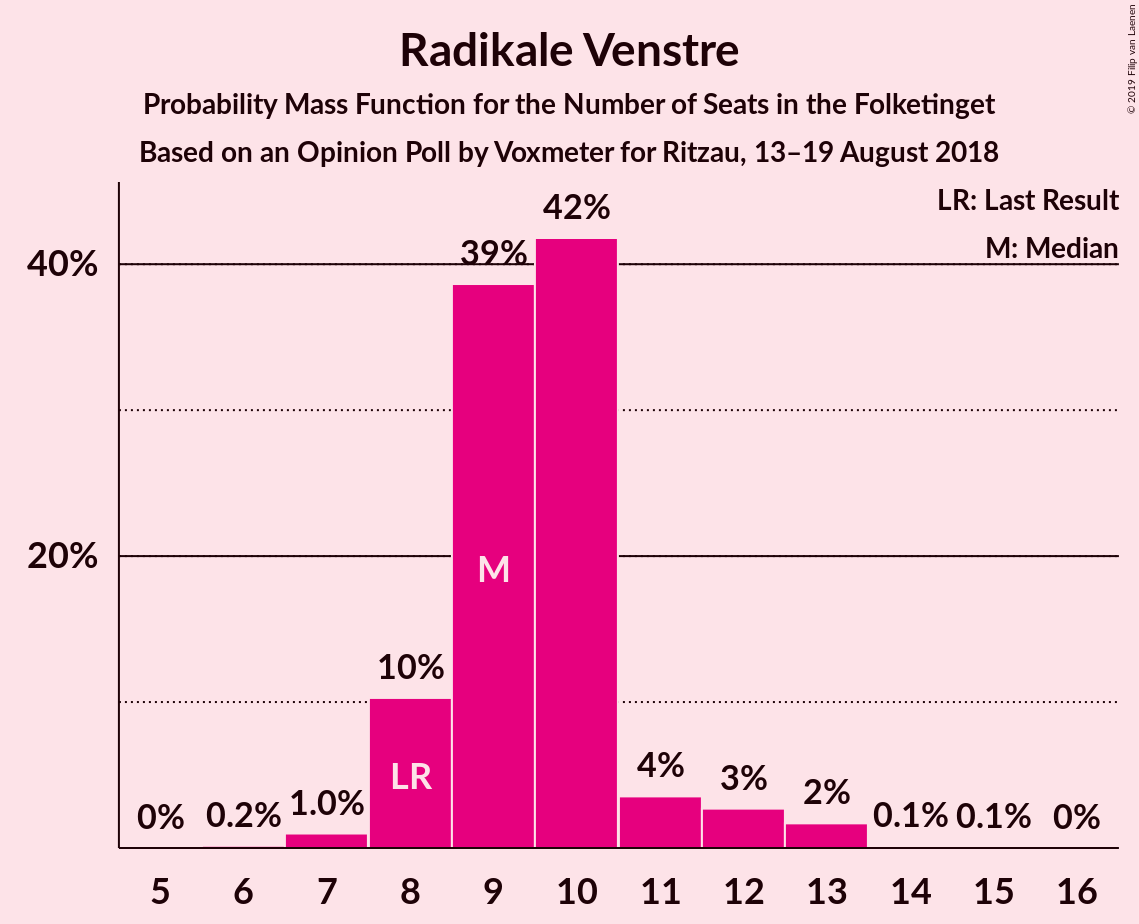 Radikale Venstre
Probability Mass Function for the Number of Seats in the Folketinget
Based on an Opinion Poll by Voxmeter for Ritzau, 13–19 August 2018
© 2019 Filip van Laenen
LR: Last Result
M: Median
40%
20%
0%
0.2%
1.0%
10%
39%
42%
4%
3%
2%
0.1%
0.1%
0%
LR
M
5 6 7 8 9 10 11 12 13 14 15 16